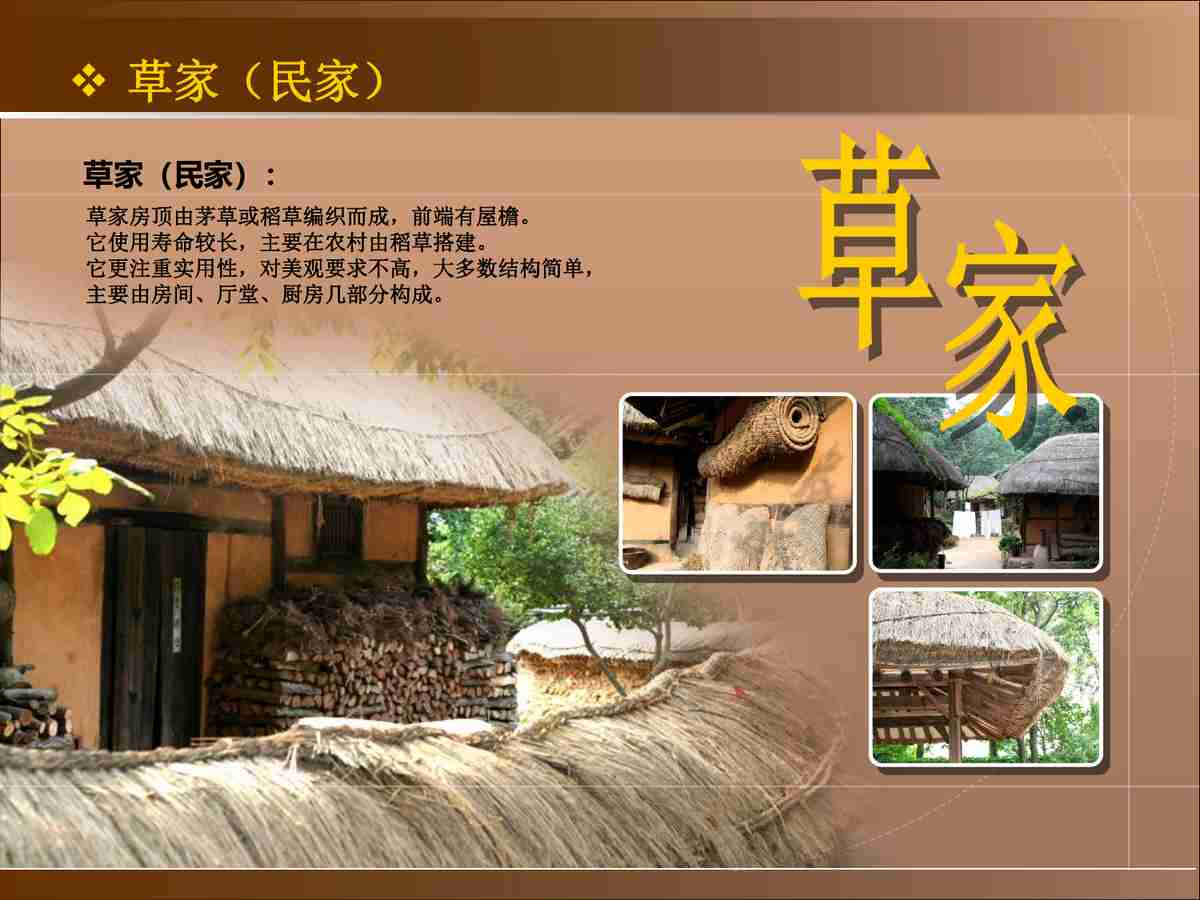 ❖ 草家（民家）
草家（民家）:
草家房顶由茅草或稻草编织而成，前端有屋檐。
它使用寿命较长，主要在农村由稻草搭建。
它更注重实用性，对美观要求不高，大多数结构简单，
主要由房间、厅堂、厨房几部分构成。
草家